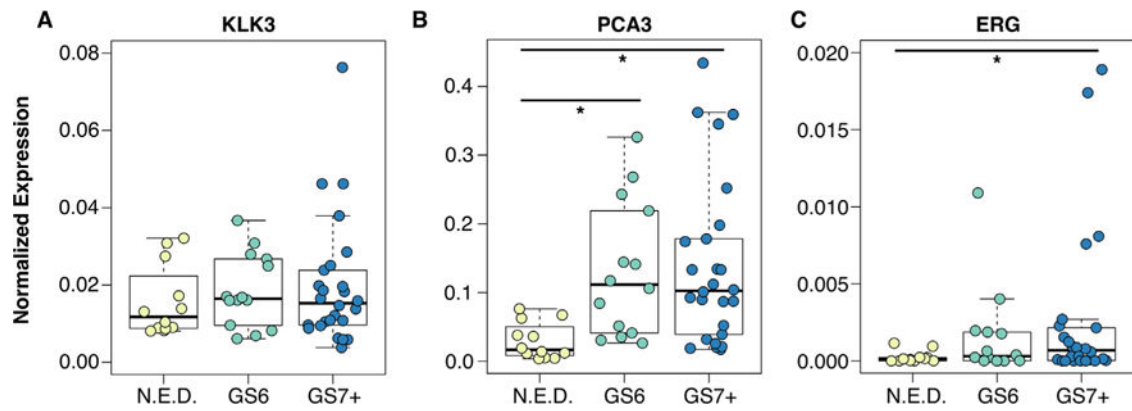 A KLK3
B PCA3
C ERG
Normalized Expression
0.08
0.06
0.04
0.02
0.00
N.E.D. GS6 GS7+
*
*
0.4
0.3
0.2
0.1
0.0
N.E.D. GS6 GS7+
*
0.020
0.015
0.010
0.005
0.000
N.E.D. GS6 GS7+